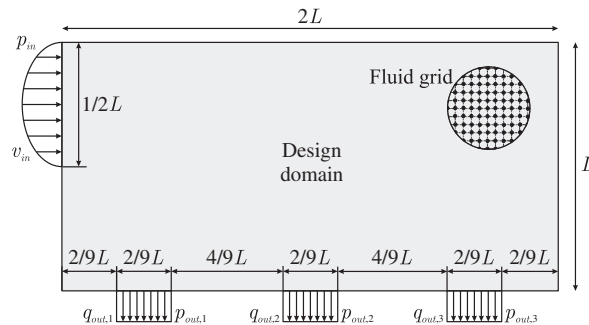 2L
p_in
1/2L
Fluid grid
v_in
Design
domain
L
2/9L 2/9L 4/9L 2/9L 4/9L 2/9L 2/9L
q_out,1 p_out,1 q_out,2 p_out,2 q_out,3 p_out,3